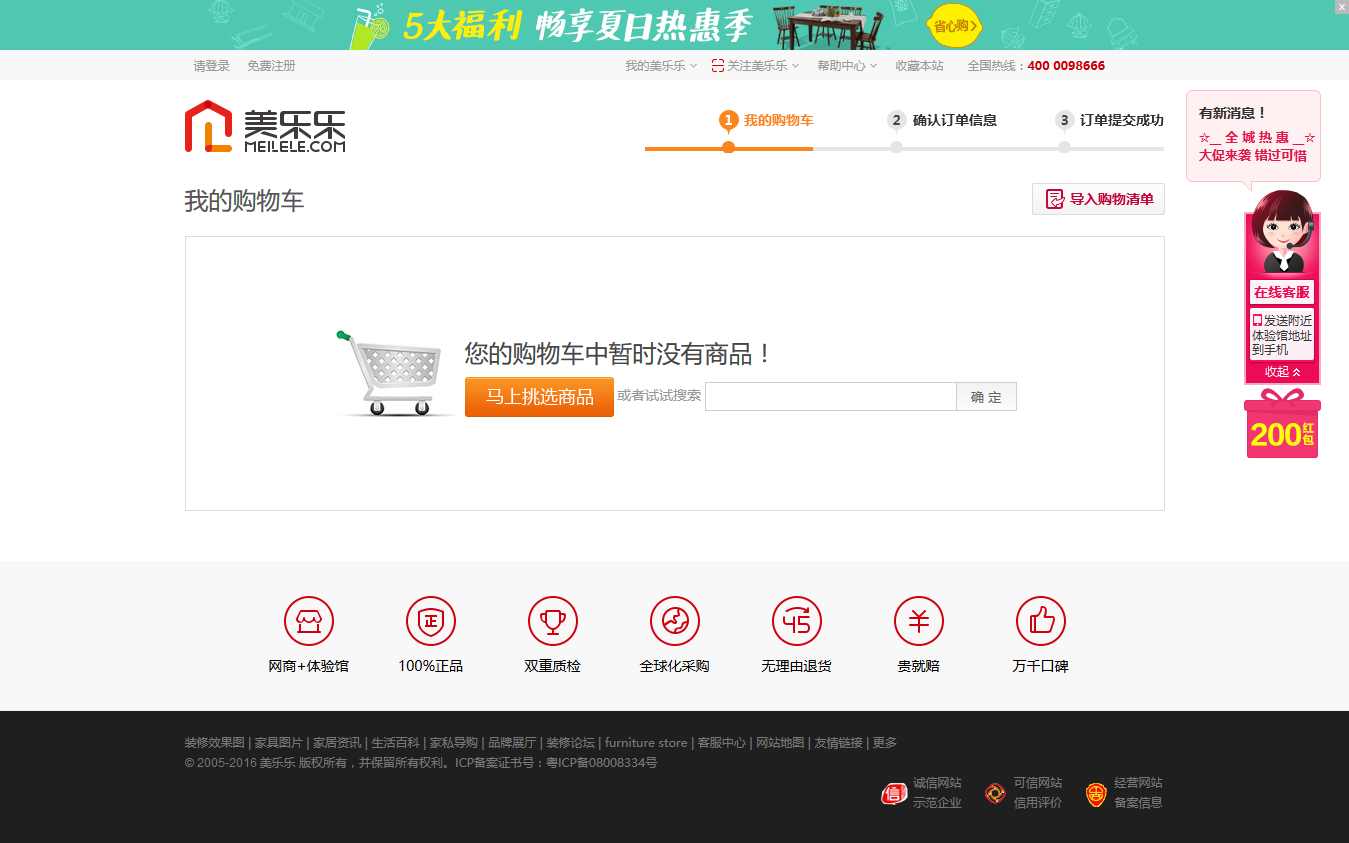 5大福利 畅享夏日热惠季 省心购
x
请登录 免费注册 我的美乐乐 关注美乐乐 帮助中心 收藏本站 全国热线：400 0098666
美乐乐
MEILELE.COM
1 我的购物车 2 确认订单信息 3 订单提交成功
有新消息！
☆__ 全 城 热 惠 __☆
大促来袭 错过可惜
我的购物车
导入购物清单
在线客服
发送附近
体验馆地址
到手机
收起
200红包
您的购物车中暂时没有商品！
马上挑选商品 或者试试搜索 确 定
正 45
网商+体验馆 100%正品 双重质检 全球化采购 无理由退货 贵就赔 万千口碑
装修效果图 | 家具图片 | 家居资讯 | 生活百科 | 家私导购 | 品牌展厅 | 装修论坛 | furniture store | 客服中心 | 网站地图 | 友情链接 | 更多
© 2005-2016 美乐乐 版权所有，并保留所有权利。ICP备案证书号：粤ICP备08008334号
信 诚信网站 可信网站 经营网站
示范企业 信用评价 备案信息